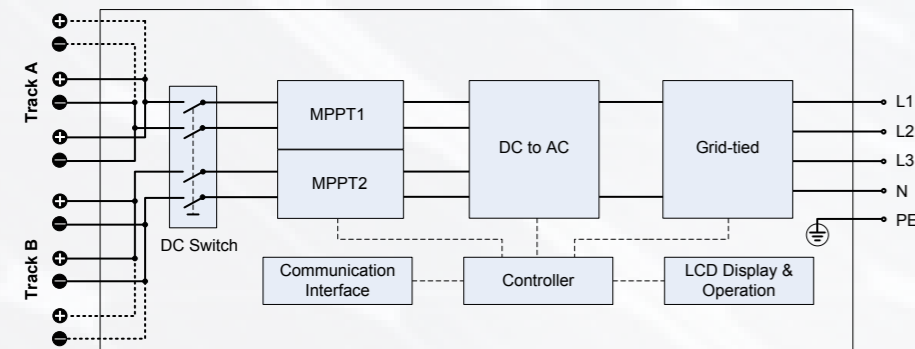 Track A
Track B
DC Switch
MPPT1
MPPT2
DC to AC
Grid-tied
L1
L2
L3
N
PE
Communication
Interface
Controller
LCD Display &
Operation